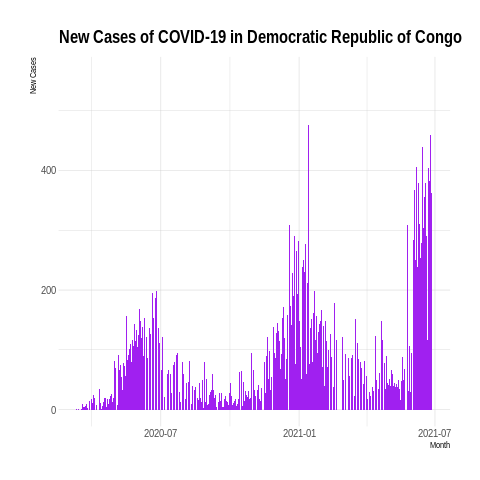 New Cases of COVID-19 in Democratic Republic of Congo
New Cases
400
200
0
2020-07
2021-01
2021-07
Month